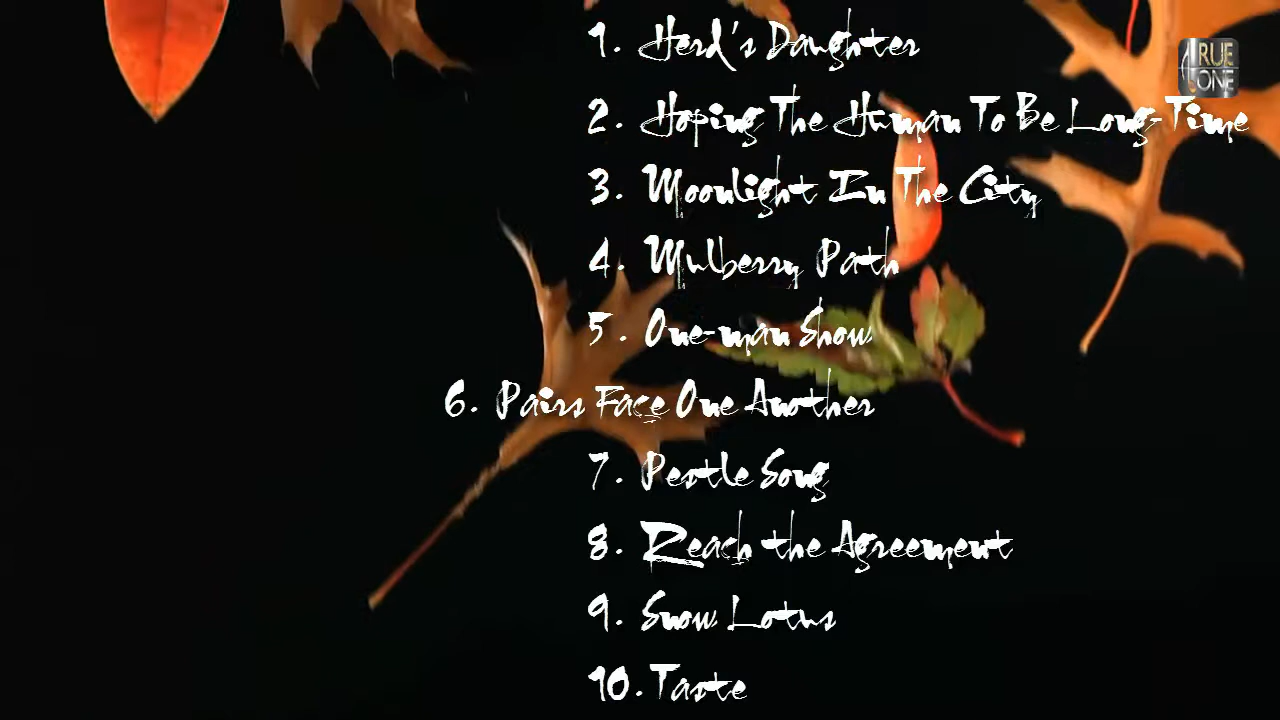 1. Herd's Daughter
RUE
ONE
2. Hoping The Human To Be Long-Time
3. Moonlight In The City
4. Mulberry Path
5. One-man Show
6. Pairs Face One Another
7. Pestle Song
8. Reach the Agreement
9. Snow Lotus
10. Taste